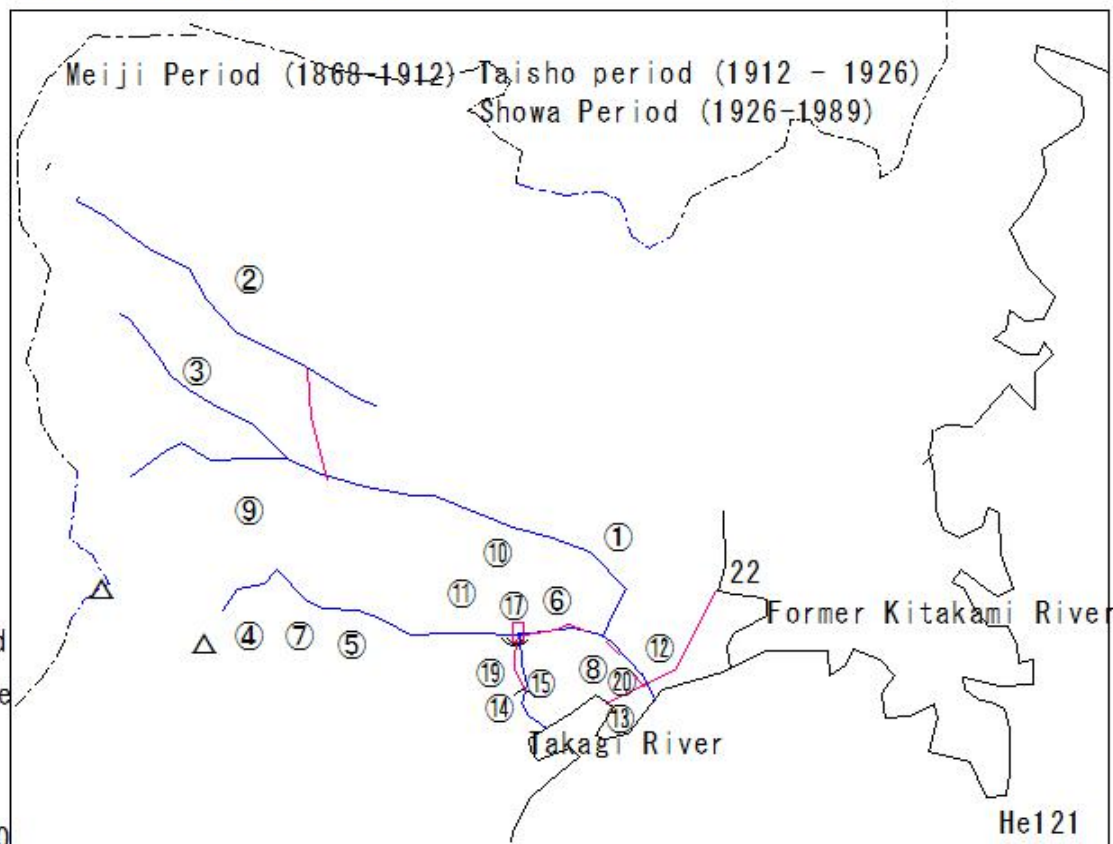 Meiji Period (1868-1912) Taisho period (1912 - 1926)
Showa Period (1926-1989)
②
③
⑨
①
⑩
⑪
⑰
⑥
22
Former Kitakami River
④
⑦
⑤
d
⑫
⑲
⑮
⑧
⑳
e
⑭
⑬
Takagi River
He121
0